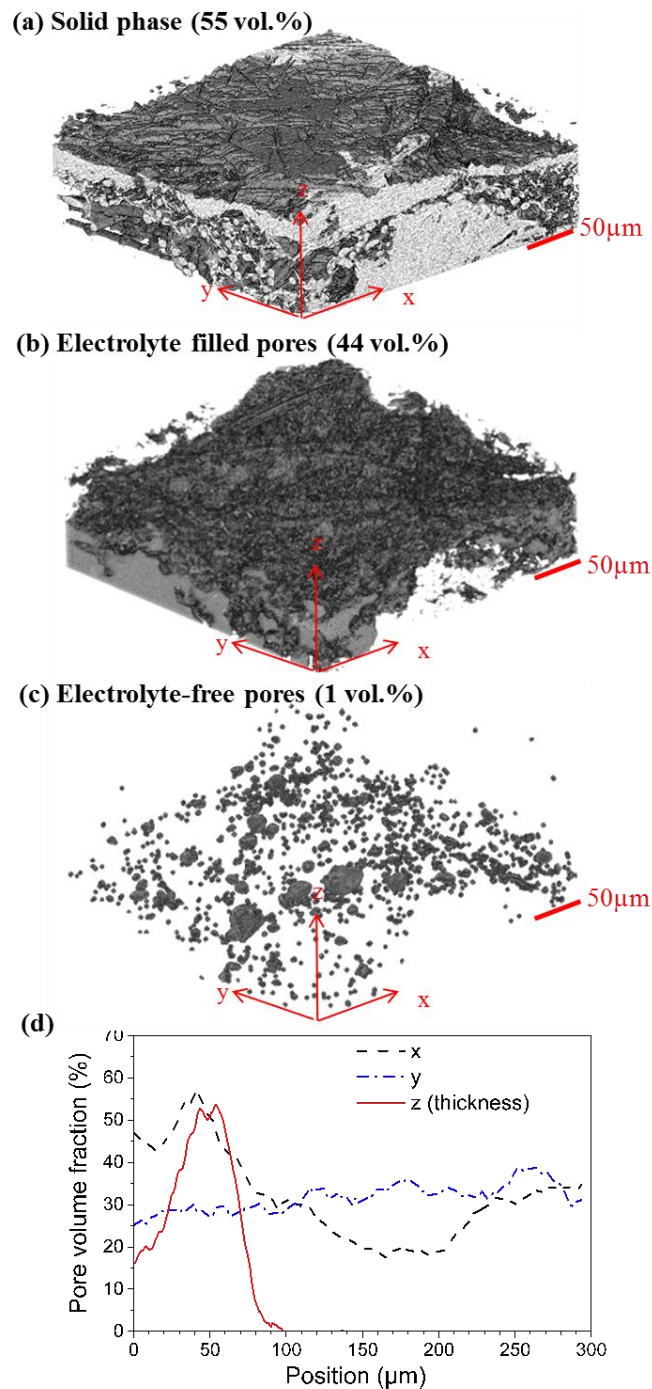 (a) Solid phase (55 vol.%)
z
50µm
y
x
(b) Electrolyte filled pores (44 vol.%)
z
50µm
y
x
(c) Electrolyte-free pores (1 vol.%)
z
50µm
y
x
(d)
70
60
50
40
30
20
10
0
Pore volume fraction (%)
x
y
z (thickness)
0
50
100
150
200
250
300
Position (µm)